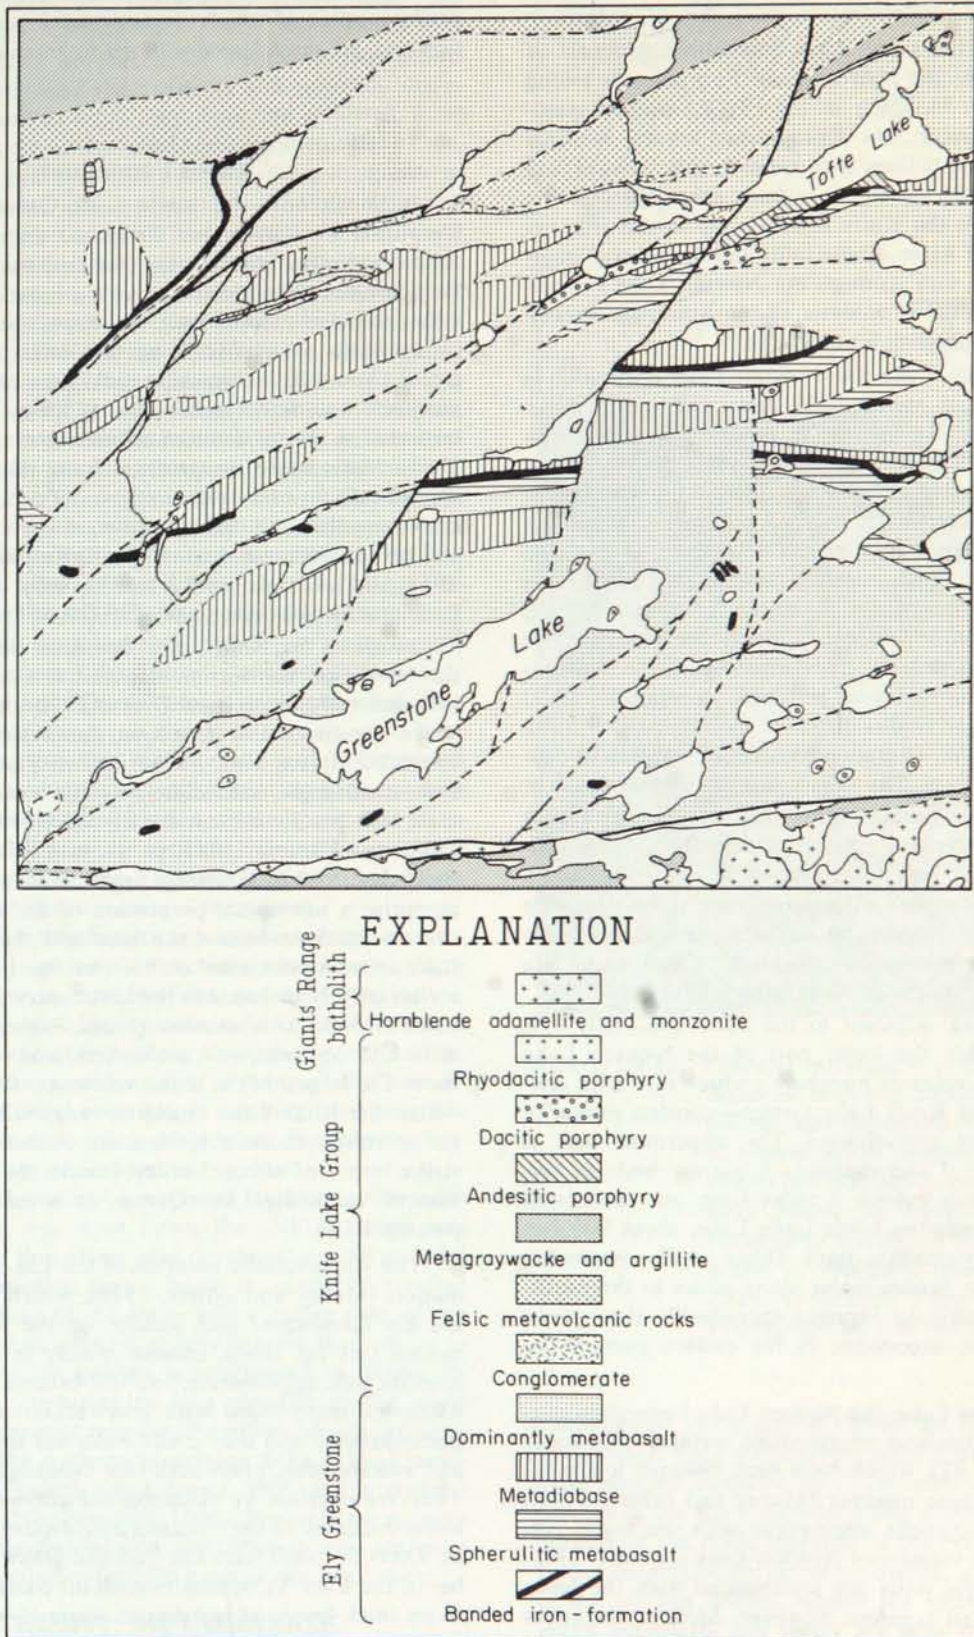 Tofte Lake
Greenstone Lake
EXPLANATION
Giants Range
batholith
Hornblende adamellite and monzonite
Rhyodacitic porphyry
Dacitic porphyry
Andesitic porphyry
Knife Lake Group
Metagraywacke and argillite
Felsic metavolcanic rocks
Conglomerate
Dominantly metabasalt
Ely Greenstone
Metadiabase
Spherulitic metabasalt
Banded iron-formation